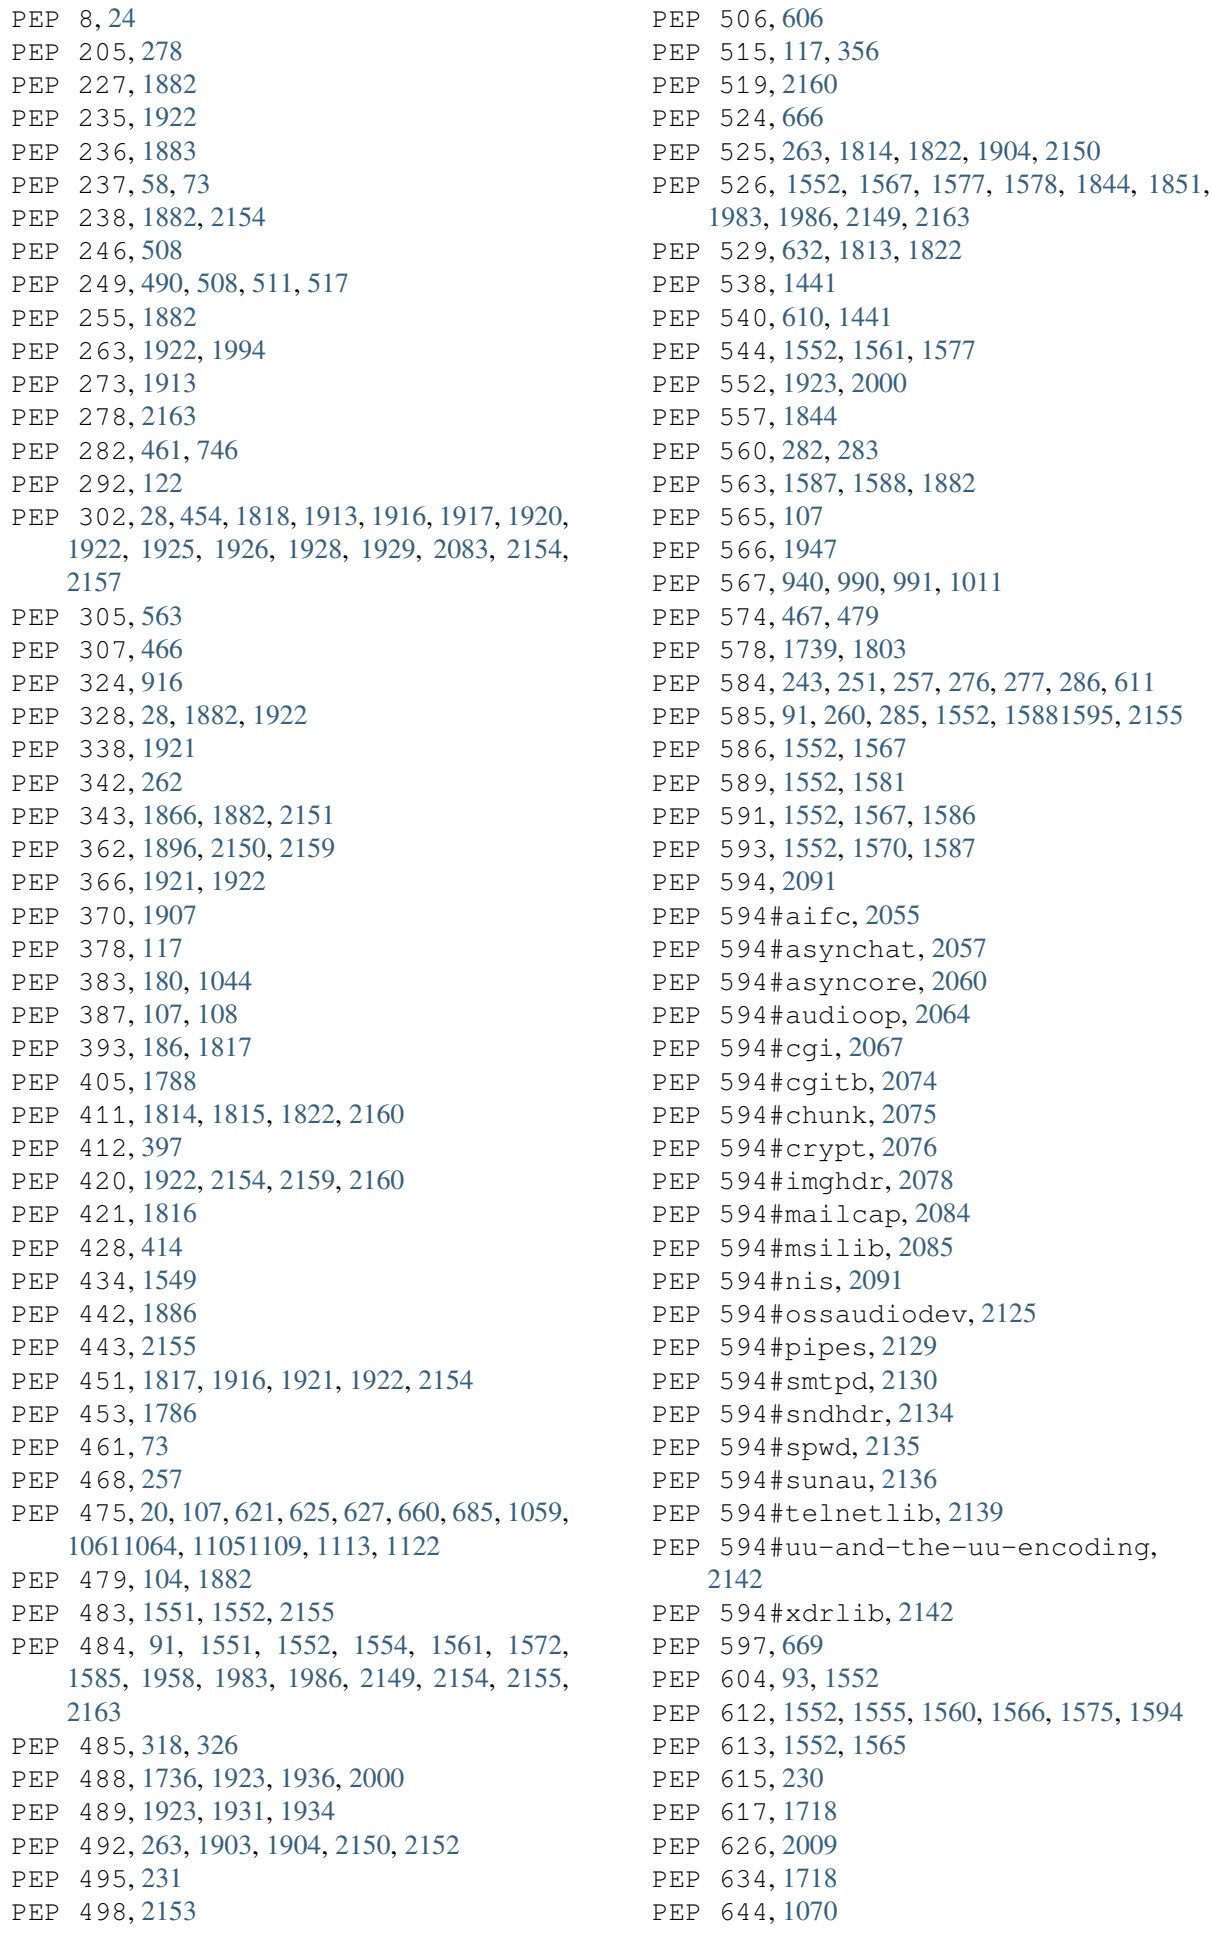 PEP 8, 24
PEP 205, 278
PEP 227, 1882
PEP 235, 1922
PEP 236, 1883
PEP 237, 58, 73
PEP 238, 1882, 2154
PEP 246, 508
PEP 249, 490, 508, 511, 517
PEP 255, 1882
PEP 263, 1922, 1994
PEP 273, 1913
PEP 278, 2163
PEP 282, 461, 746
PEP 292, 122
PEP 302, 28, 454, 1818, 1913, 1916, 1917, 1920,
1922, 1925, 1926, 1928, 1929, 2083, 2154,
2157
PEP 305, 563
PEP 307, 466
PEP 324, 916
PEP 328, 28, 1882, 1922
PEP 338, 1921
PEP 342, 262
PEP 343, 1866, 1882, 2151
PEP 362, 1896, 2150, 2159
PEP 366, 1921, 1922
PEP 370, 1907
PEP 378, 117
PEP 383, 180, 1044
PEP 387, 107, 108
PEP 393, 186, 1817
PEP 405, 1788
PEP 411, 1814, 1815, 1822, 2160
PEP 412, 397
PEP 420, 1922, 2154, 2159, 2160
PEP 421, 1816
PEP 428, 414
PEP 434, 1549
PEP 442, 1886
PEP 443, 2155
PEP 451, 1817, 1916, 1921, 1922, 2154
PEP 453, 1786
PEP 461, 73
PEP 468, 257
PEP 475, 20, 107, 621, 625, 627, 660, 685, 1059,
10611064, 11051109, 1113, 1122
PEP 479, 104, 1882
PEP 483, 1551, 1552, 2155
PEP 484, 91, 1551, 1552, 1554, 1561, 1572,
1585, 1958, 1983, 1986, 2149, 2154, 2155,
2163
PEP 485, 318, 326
PEP 488, 1736, 1923, 1936, 2000
PEP 489, 1923, 1931, 1934
PEP 492, 263, 1903, 1904, 2150, 2152
PEP 495, 231
PEP 498, 2153
PEP 506, 606
PEP 515, 117, 356
PEP 519, 2160
PEP 524, 666
PEP 525, 263, 1814, 1822, 1904, 2150
PEP 526, 1552, 1567, 1577, 1578, 1844, 1851,
1983, 1986, 2149, 2163
PEP 529, 632, 1813, 1822
PEP 538, 1441
PEP 540, 610, 1441
PEP 544, 1552, 1561, 1577
PEP 552, 1923, 2000
PEP 557, 1844
PEP 560, 282, 283
PEP 563, 1587, 1588, 1882
PEP 565, 107
PEP 566, 1947
PEP 567, 940, 990, 991, 1011
PEP 574, 467, 479
PEP 578, 1739, 1803
PEP 584, 243, 251, 257, 276, 277, 286, 611
PEP 585, 91, 260, 285, 1552, 15881595, 2155
PEP 586, 1552, 1567
PEP 589, 1552, 1581
PEP 591, 1552, 1567, 1586
PEP 593, 1552, 1570, 1587
PEP 594, 2091
PEP 594#aifc, 2055
PEP 594#asynchat, 2057
PEP 594#asyncore, 2060
PEP 594#audioop, 2064
PEP 594#cgi, 2067
PEP 594#cgitb, 2074
PEP 594#chunk, 2075
PEP 594#crypt, 2076
PEP 594#imghdr, 2078
PEP 594#mailcap, 2084
PEP 594#msilib, 2085
PEP 594#nis, 2091
PEP 594#ossaudiodev, 2125
PEP 594#pipes, 2129
PEP 594#smtpd, 2130
PEP 594#sndhdr, 2134
PEP 594#spwd, 2135
PEP 594#sunau, 2136
PEP 594#telnetlib, 2139
PEP 594#uu-and-the-uu-encoding,
2142
PEP 594#xdrlib, 2142
PEP 597, 669
PEP 604, 93, 1552
PEP 612, 1552, 1555, 1560, 1566, 1575, 1594
PEP 613, 1552, 1565
PEP 615, 230
PEP 617, 1718
PEP 626, 2009
PEP 634, 1718
PEP 644, 1070